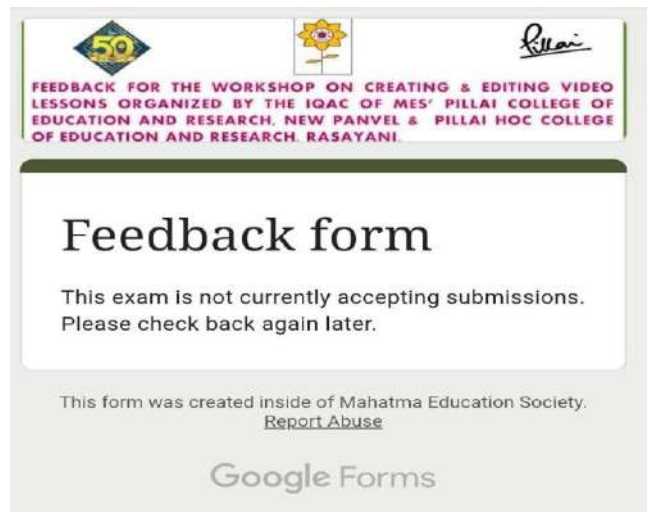 50
Pillai
FEEDBACK FOR THE WORKSHOP ON CREATING & EDITING VIDEO
LESSONS ORGANIZED BY THE IQAC OF MES' PILLAI COLLEGE OF
EDUCATION AND RESEARCH, NEW PANVEL & PILLAI HOC COLLEGE
OF EDUCATION AND RESEARCH, RASAYANI.
Feedback form
This exam is not currently accepting submissions.
Please check back again later.
This form was created inside of Mahatma Education Society.
Report Abuse
Google Forms